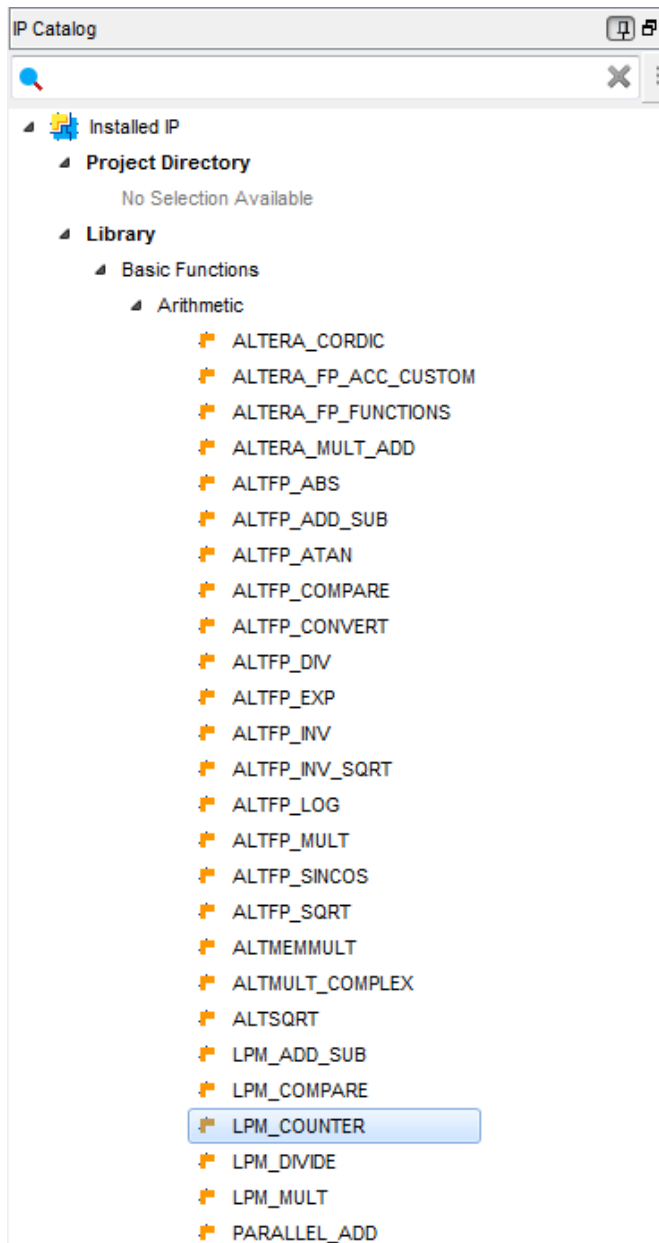 IP Catalog
Installed IP
Project Directory
No Selection Available
Library
Basic Functions
Arithmetic
ALTERA_CORDIC
ALTERA_FP_ACC_CUSTOM
ALTERA_FP_FUNCTIONS
ALTERA_MULT_ADD
ALTFP_ABS
ALTFP_ADD_SUB
ALTFP_ATAN
ALTFP_COMPARE
ALTFP_CONVERT
ALTFP_DIV
ALTFP_EXP
ALTFP_INV
ALTFP_INV_SQRT
ALTFP_LOG
ALTFP_MULT
ALTFP_SINCOS
ALTFP_SQRT
ALTMEMMULT
ALTMULT_COMPLEX
ALTSQRT
LPM_ADD_SUB
LPM_COMPARE
LPM_COUNTER
LPM_DIVIDE
LPM_MULT
PARALLEL_ADD